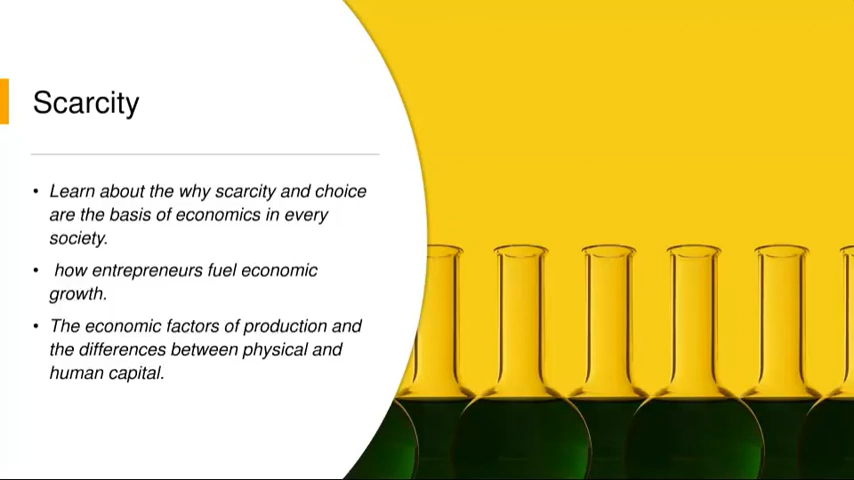 Scarcity
• Learn about the why scarcity and choice
are the basis of economics in every
society.
• how entrepreneurs fuel economic
growth.
• The economic factors of production and
the differences between physical and
human capital.